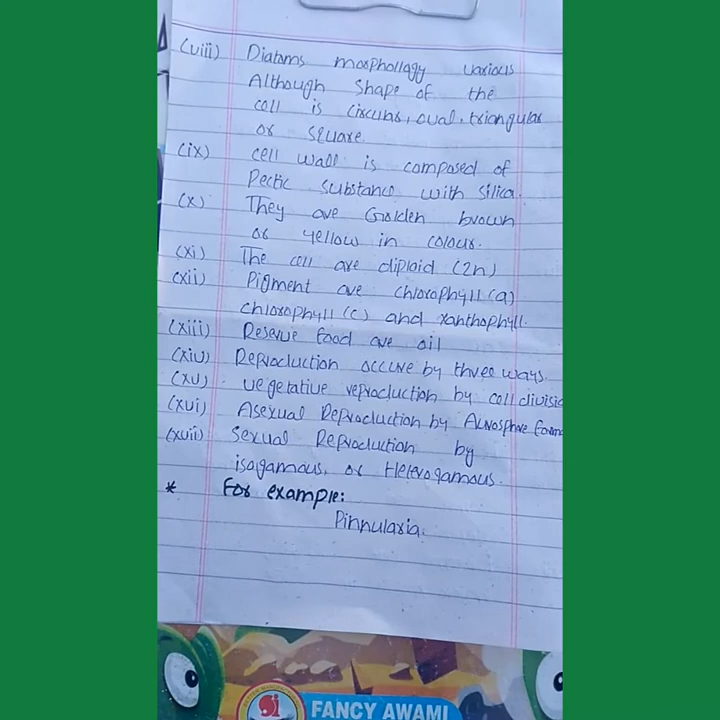 (viii) Diatoms morphollagy various
Although Shape of the
cell is Circular, oval, triangular
or Square.
(ix) cell wall is composed of
Pectic substance with silica.
(x) They are Golden brown
or yellow in colour.
(xi) The cell are diploid (2n)
(xii) Pigment are chlorophyll (a)
chlorophyll (c) and xanthophyll.
(xiii) Reserve food are oil
(xiv) Reproduction occure by three ways.
(xv) vegetative reproduction by cell divisio
(xvi) Asexual Reproduction by
(xvii) Sexual Reproduction by
isogamous, or Heterogamous.
* For example:
Pinnularia.
FANCY AWAMI